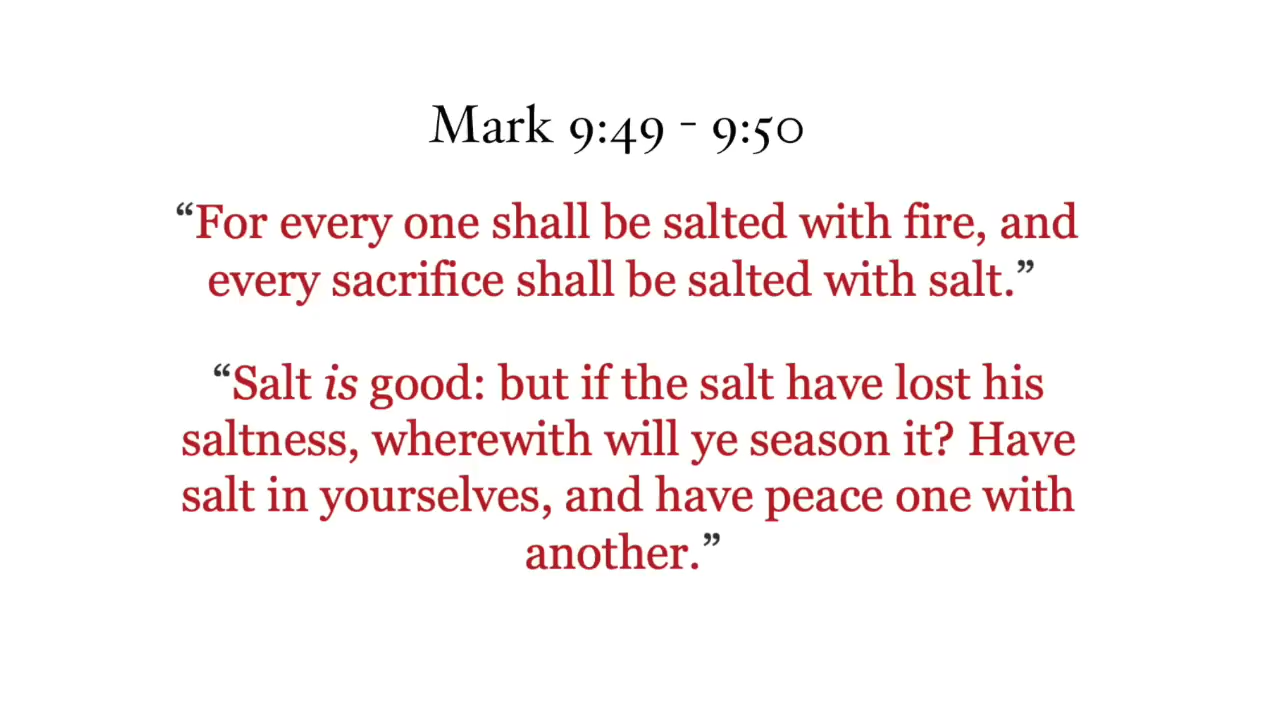 Mark 9:49 - 9:50
“For every one shall be salted with fire, and
every sacrifice shall be salted with salt.”
“Salt is good: but if the salt have lost his
saltness, wherewith will ye season it? Have
salt in yourselves, and have peace one with
another.”